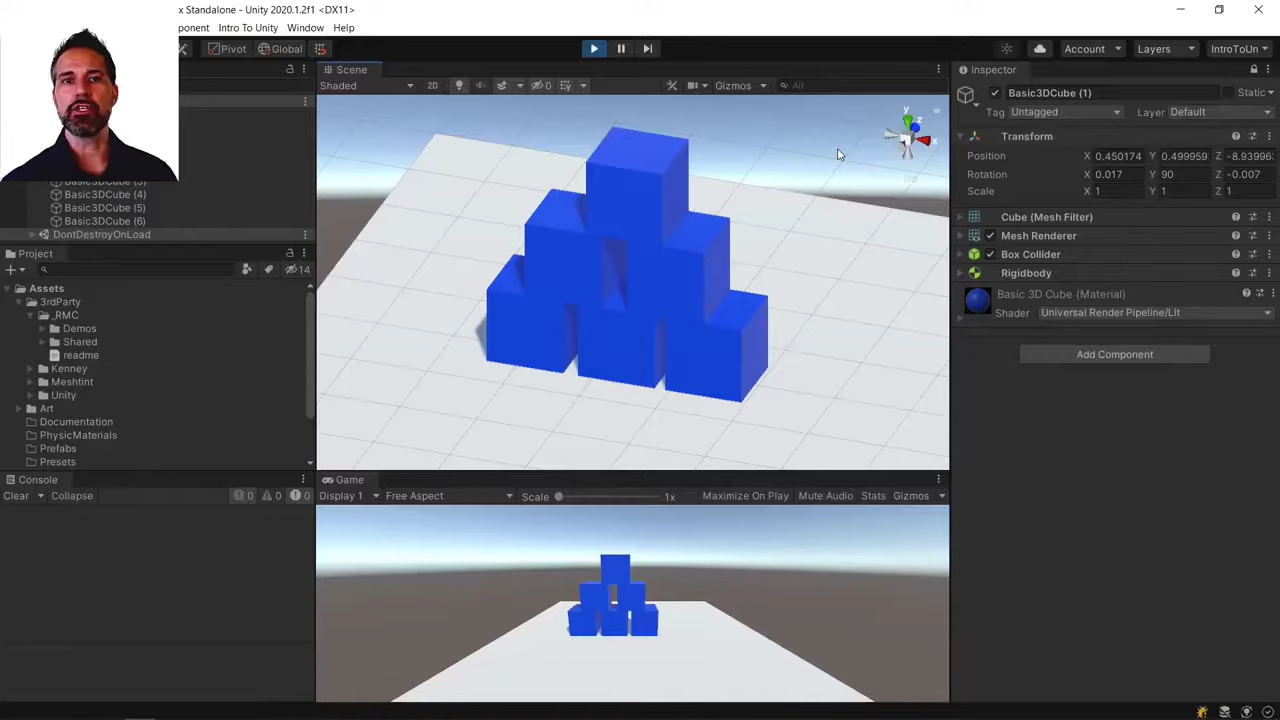 x Standalone - Unity 2020.1.2f1 <DX11>
ponent Intro To Unity Window Help
Pivot Global Account Layers IntroToUn
Scene Inspector
Shaded 2D 0 Gizmos All
Basic3DCube (1) Static
Tag Untagged Layer Default
Transform
Position X 0.450174 Y 0.499959 Z -8.93996
Rotation X 0.017 Y 90 Z -0.007
Scale X 1 Y 1 Z 1
Cube (Mesh Filter)
Mesh Renderer
Box Collider
Rigidbody
Basic 3D Cube (Material)
Shader Universal Render Pipeline/Lit
Add Component
y
z
x
Basic3DCube (3)
Basic3DCube (4)
Basic3DCube (5)
Basic3DCube (6)
DontDestroyOnLoad
Project
14
Assets
3rdParty
_RMC
Demos
Shared
readme
Kenney
Meshtint
Unity
Art
Documentation
PhysicMaterials
Prefabs
Presets
Console
Clear Collapse 0 0 0
Game
Display 1 Free Aspect Scale 1x Maximize On Play Mute Audio Stats Gizmos